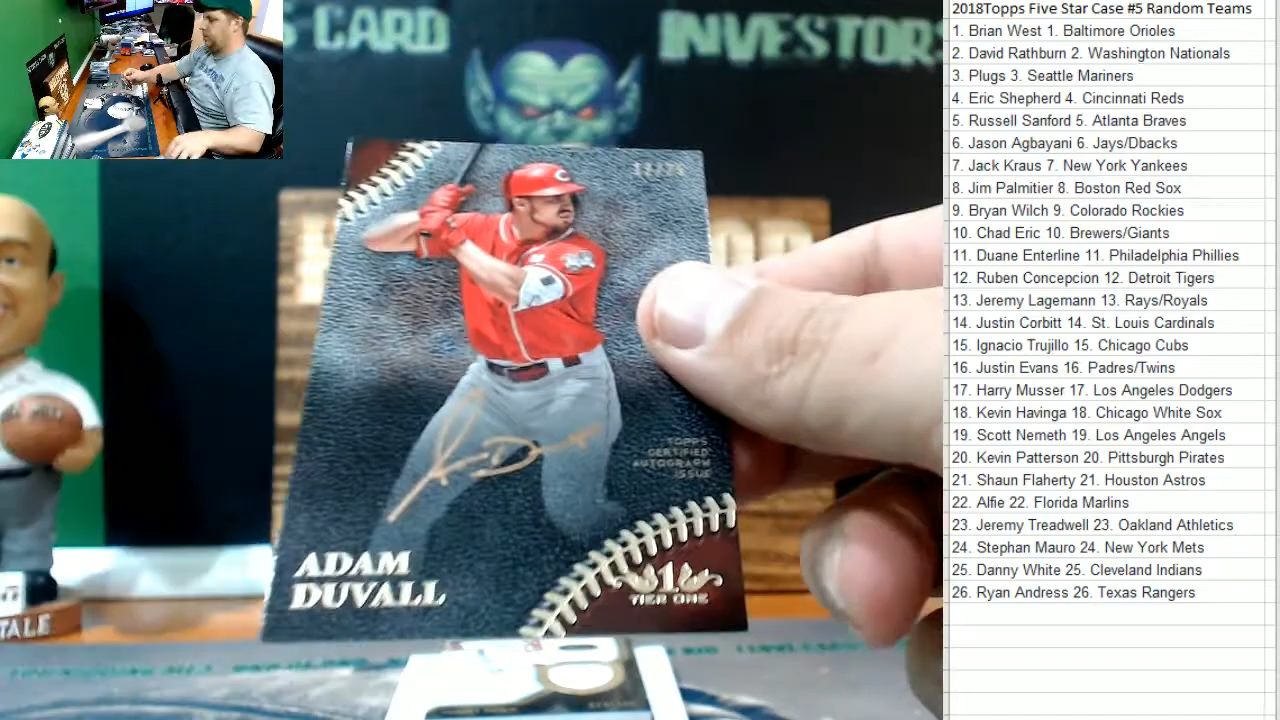 S CARD INVESTOR
ADAM
DUVALL
TOPPS
CERTIFIED
AUTOGRAPH
ISSUE
1
TIER ONE
TALE
2018Topps Five Star Case #5 Random Teams
1. Brian West 1. Baltimore Orioles
2. David Rathburn 2. Washington Nationals
3. Plugs 3. Seattle Mariners
4. Eric Shepherd 4. Cincinnati Reds
5. Russell Sanford 5. Atlanta Braves
6. Jason Agbayani 6. Jays/Dbacks
7. Jack Kraus 7. New York Yankees
8. Jim Palmitier 8. Boston Red Sox
9. Bryan Wilch 9. Colorado Rockies
10. Chad Eric 10. Brewers/Giants
11. Duane Enterline 11. Philadelphia Phillies
12. Ruben Concepcion 12. Detroit Tigers
13. Jeremy Lagemann 13. Rays/Royals
14. Justin Corbitt 14. St. Louis Cardinals
15. Ignacio Trujillo 15. Chicago Cubs
16. Justin Evans 16. Padres/Twins
17. Harry Musser 17. Los Angeles Dodgers
18. Kevin Havinga 18. Chicago White Sox
19. Scott Nemeth 19. Los Angeles Angels
20. Kevin Patterson 20. Pittsburgh Pirates
21. Shaun Flaherty 21. Houston Astros
22. Alfie 22. Florida Marlins
23. Jeremy Treadwell 23. Oakland Athletics
24. Stephan Mauro 24. New York Mets
25. Danny White 25. Cleveland Indians
26. Ryan Andress 26. Texas Rangers